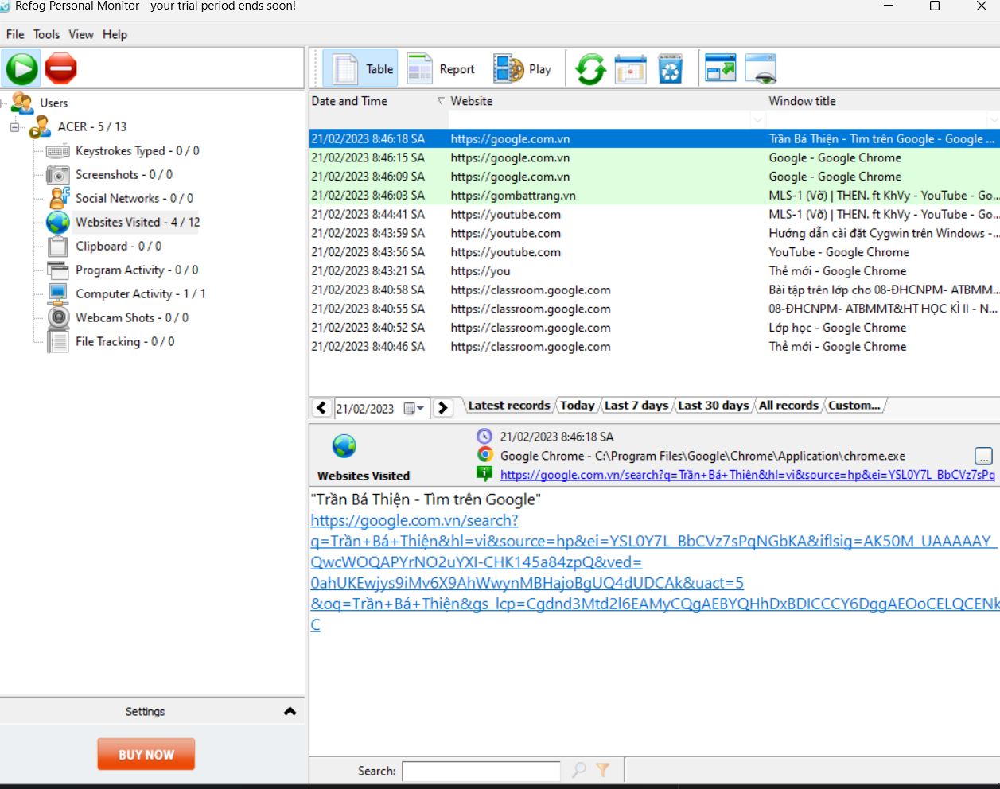 Refog Personal Monitor - your trial period ends soon!
File Tools View Help
Table Report Play
Users
ACER - 5 / 13
Keystrokes Typed - 0 / 0
Screenshots - 0 / 0
Social Networks - 0 / 0
Websites Visited - 4 / 12
Clipboard - 0 / 0
Program Activity - 0 / 0
Computer Activity - 1 / 1
Webcam Shots - 0 / 0
File Tracking - 0 / 0
Settings
BUY NOW
Date and Time Website Window title
21/02/2023 8:46:18 SA https://google.com.vn Trần Bá Thiện - Tìm trên Google - Google ...
21/02/2023 8:46:15 SA https://google.com.vn Google - Google Chrome
21/02/2023 8:46:09 SA https://google.com.vn Google - Google Chrome
21/02/2023 8:46:03 SA https://gombattrang.vn MLS-1 (Vỡ) | THEN. ft KhVy - YouTube - Go...
21/02/2023 8:44:41 SA https://youtube.com MLS-1 (Vỡ) | THEN. ft KhVy - YouTube - Go...
21/02/2023 8:43:59 SA https://youtube.com Hướng dẫn cài đặt Cygwin trên Windows -...
21/02/2023 8:43:56 SA https://youtube.com YouTube - Google Chrome
21/02/2023 8:43:21 SA https://you Thẻ mới - Google Chrome
21/02/2023 8:40:58 SA https://classroom.google.com Bài tập trên lớp cho 08-ĐHCNPM- ATBMM...
21/02/2023 8:40:55 SA https://classroom.google.com 08-ĐHCNPM- ATBMMT&HT HỌC KÌ II - N...
21/02/2023 8:40:52 SA https://classroom.google.com Lớp học - Google Chrome
21/02/2023 8:40:46 SA https://classroom.google.com Thẻ mới - Google Chrome
21/02/2023 Latest records Today Last 7 days Last 30 days All records Custom...
21/02/2023 8:46:18 SA
Google Chrome - C:\Program Files\Google\Chrome\Application\chrome.exe ...
Websites Visited https://google.com.vn/search?q=Trần+Bá+Thiện&hl=vi&source=hp&ei=YSL0Y7L_BbCVz7sPq
"Trần Bá Thiện - Tìm trên Google"
https://google.com.vn/search?
q=Trần+Bá+Thiện&hl=vi&source=hp&ei=YSL0Y7L_BbCVz7sPqNGbKA&iflsig=AK50M_UAAAAAY_
QwcWOQAPYrNO2uYXI-CHK145a84zpQ&ved=
0ahUKEwjys9iMv6X9AhWwynMBHajoBgUQ4dUDCAk&uact=5
&oq=Trần+Bá+Thiện&gs_lcp=Cgdnd3Mtd2l6EAMyCQgAEBYQHhDxBDICCCY6DggAEOoCELQCENk
C
Search: